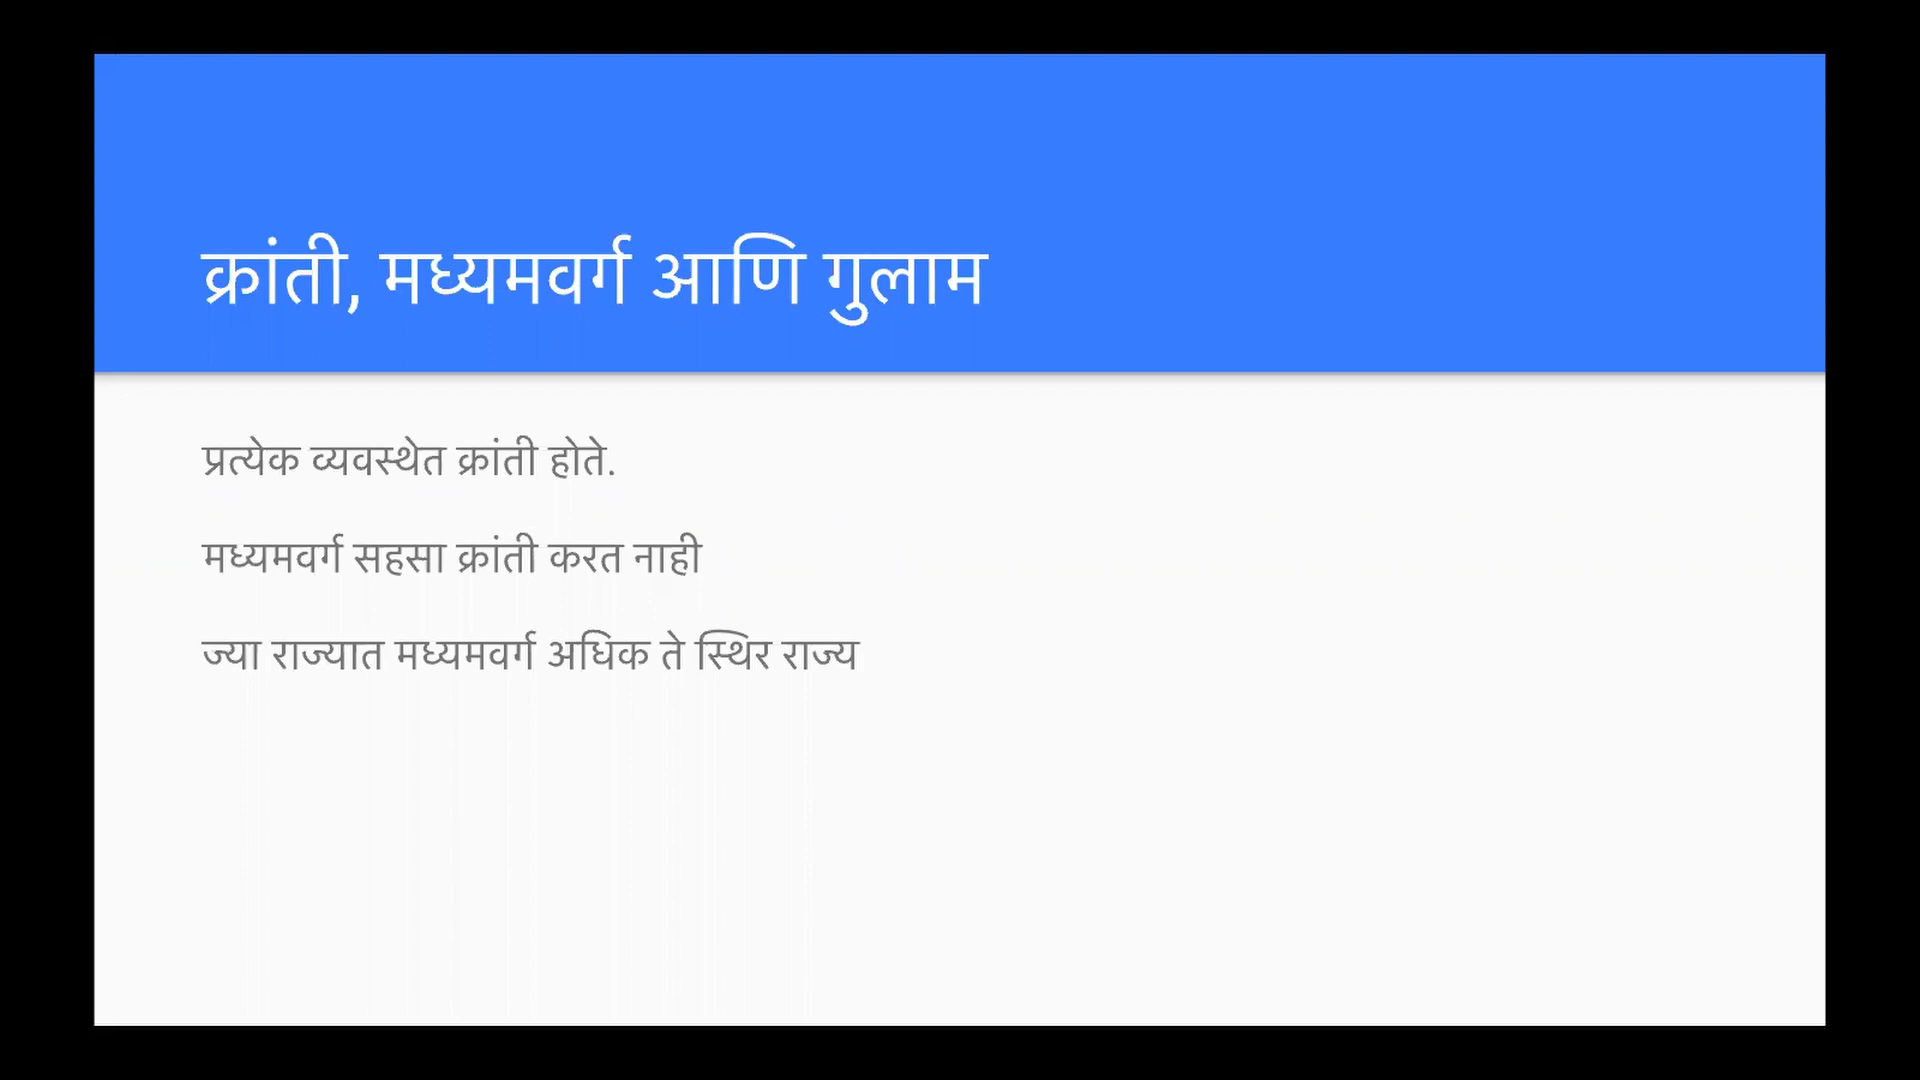 क्रांती, मध्यमवर्ग आणि गुलाम
प्रत्येक व्यवस्थेत क्रांती होते.
मध्यमवर्ग सहसा क्रांती करत नाही
ज्या राज्यात मध्यमवर्ग अधिक ते स्थिर राज्य